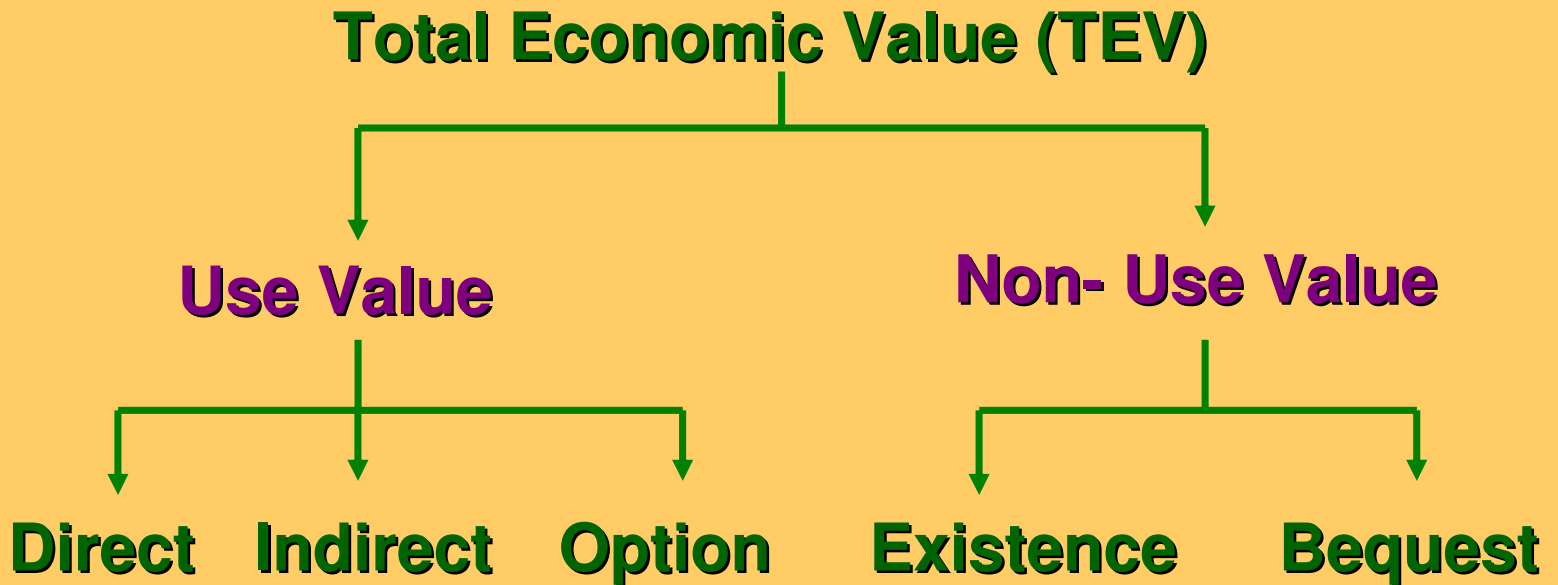 Total Economic Value (TEV)
Use Value
Non- Use Value
Direct Indirect Option Existence Bequest